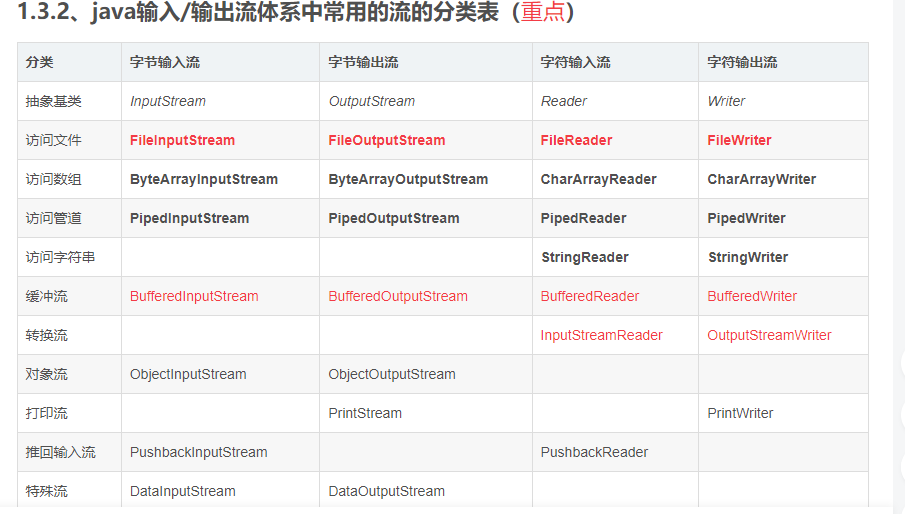 1.3.2、java输入/输出流体系中常用的流的分类表（重点）
分类 字节输入流 字节输出流 字符输入流 字符输出流
抽象基类 InputStream OutputStream Reader Writer
访问文件 FileInputStream FileOutputStream FileReader FileWriter
访问数组 ByteArrayInputStream ByteArrayOutputStream CharArrayReader CharArrayWriter
访问管道 PipedInputStream PipedOutputStream PipedReader PipedWriter
访问字符串 StringReader StringWriter
缓冲流 BufferedInputStream BufferedOutputStream BufferedReader BufferedWriter
转换流 InputStreamReader OutputStreamWriter
对象流 ObjectInputStream ObjectOutputStream
打印流 PrintStream PrintWriter
推回输入流 PushbackInputStream PushbackReader
特殊流 DataInputStream DataOutputStream